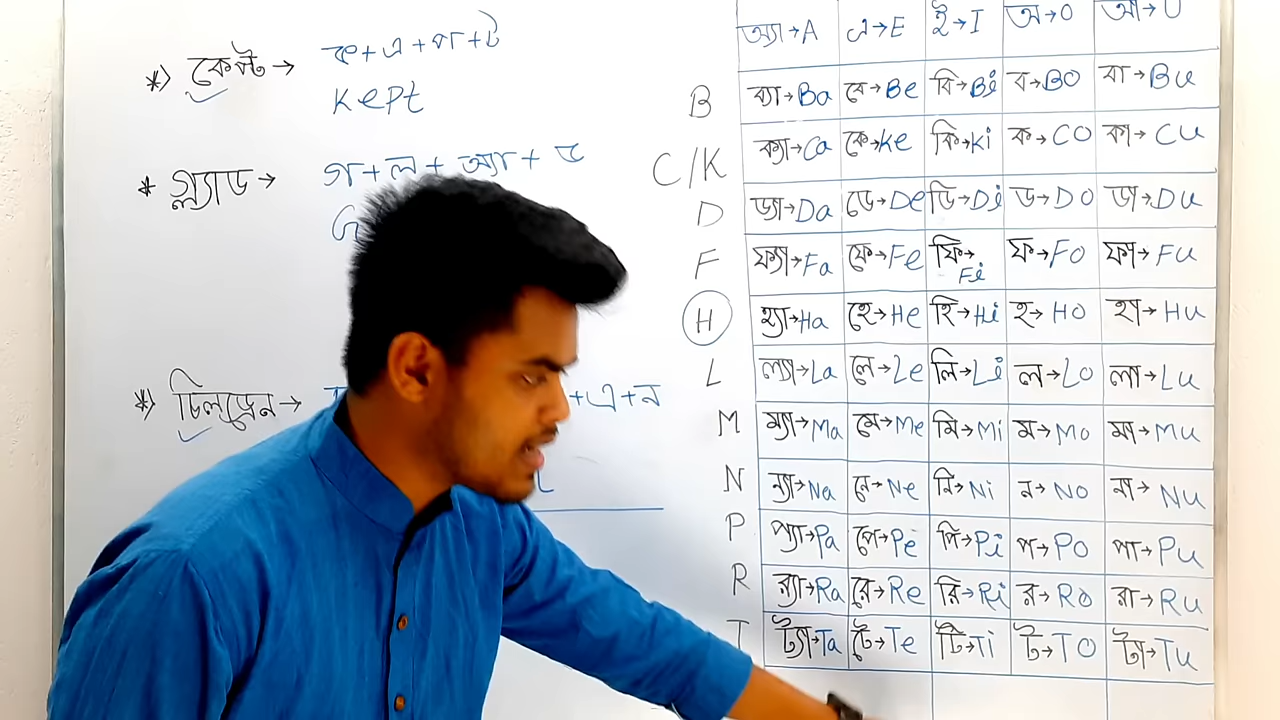 *) কেপ্ট → ক+এ+প+ট
Kept
* গ্ল্যাড → গ+ল+অ্যা+ড
G
*) চিলড্রেন → +এ+ন
অ্যা→A এ→E ই→I অ→O আ→U
B ব্যা→Ba বে→Be বি→Bi ব→BO বা→Bu
C/K ক্যা→Ca কে→Ke কি→Ki ক→CO কা→Cu
D ড্যা→Da ডে→De ডি→Di ড→DO ডা→Du
F ফ্যা→Fa ফে→Fe ফি→Fi ফ→FO ফা→Fu
H হ্যা→Ha হে→He হি→Hi হ→HO হা→Hu
L ল্যা→La লে→Le লি→Li ল→Lo লা→Lu
M ম্যা→Ma মে→Me মি→Mi ম→Mo মা→Mu
N ন্যা→Na নে→Ne নি→Ni ন→NO না→Nu
P প্যা→Pa পে→Pe পি→Pi প→PO পা→Pu
R র‍্যা→Ra রে→Re রি→Ri র→RO রা→Ru
T ট্যা→Ta টে→Te টি→Ti ট→TO টা→Tu